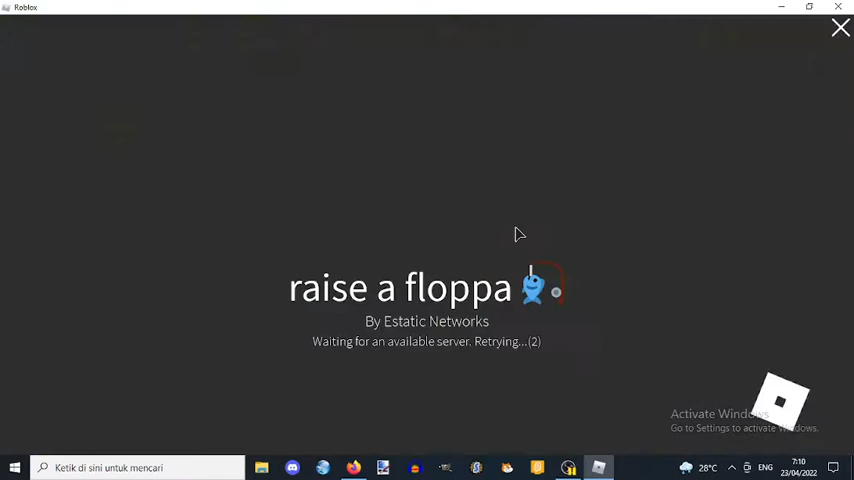 Roblox
raise a floppa
By Estatic Networks
Waiting for an available server. Retrying...(2)
Activate Windows
Go to Settings to activate Windows.
Ketik di sini untuk mencari
28°C
ENG
7:10
23/04/2022